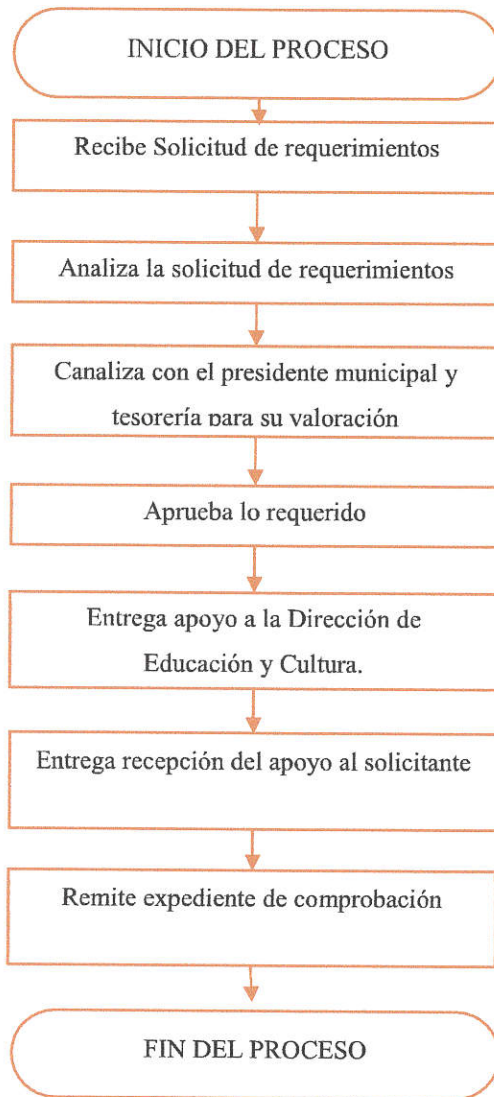 INICIO DEL PROCESO
Recibe Solicitud de requerimientos
Analiza la solicitud de requerimientos
Canaliza con el presidente municipal y
tesorería para su valoración
Aprueba lo requerido
Entrega apoyo a la Dirección de
Educación y Cultura.
Entrega recepción del apoyo al solicitante
Remite expediente de comprobación
FIN DEL PROCESO